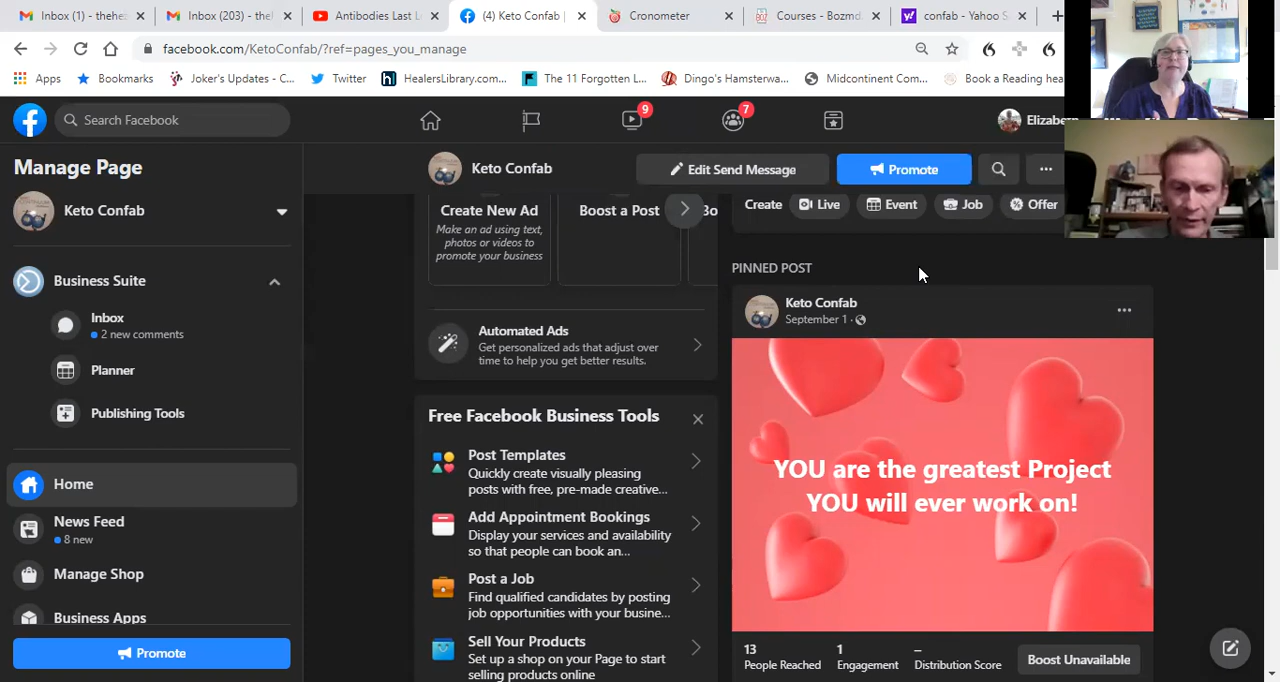 Inbox (1) - thehe
Inbox (203) - thel
Antibodies Last L
(4) Keto Confab |
Cronometer
Courses - Bozmd.
confab - Yahoo S
facebook.com/KetoConfab/?ref=pages_you_manage
Apps
Bookmarks
Joker's Updates - C...
Twitter
HealersLibrary.com...
The 11 Forgotten L...
Dingo's Hamsterwa...
Midcontinent Com...
Book a Reading hea
Search Facebook
9
7
Elizabe
Manage Page
Keto Confab
Edit Send Message
Promote
Keto Confab
Create New Ad
Make an ad using text,
photos or videos to
promote your business
Boost a Post
Bo
Create
Live
Event
Job
Offer
PINNED POST
Business Suite
Inbox
2 new comments
Planner
Publishing Tools
Automated Ads
Get personalized ads that adjust over
time to help you get better results.
Keto Confab
September 1 ·
Free Facebook Business Tools
Post Templates
Quickly create visually pleasing
posts with free, pre-made creative...
Add Appointment Bookings
Display your services and availability
so that people can book an...
Post a Job
Find qualified candidates by posting
job opportunities with your busine...
Sell Your Products
Set up a shop on your Page to start
selling products online
YOU are the greatest Project
YOU will ever work on!
Home
News Feed
8 new
Manage Shop
Business Apps
Promote
13
People Reached
1
Engagement
–
Distribution Score
Boost Unavailable